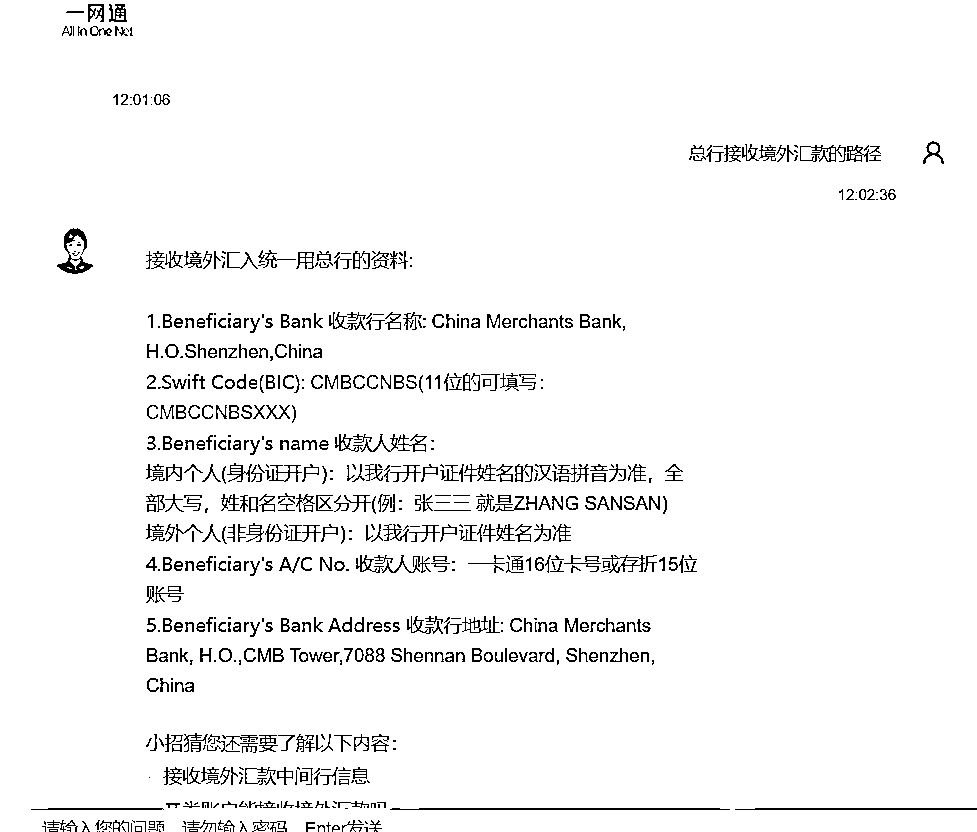 一网通
All In One Net
12:01:06
总行接收境外汇款的路径
12:02:36
接收境外汇入统一用总行的资料:
1.Beneficiary's Bank 收款行名称: China Merchants Bank,
H.O.Shenzhen,China
2.Swift Code(BIC): CMBCCNBS(11位的可填写:
CMBCCNBSXXX)
3.Beneficiary's name 收款人姓名:
境内个人(身份证开户)：以我行开户证件姓名的汉语拼音为准，全
部大写，姓和名空格区分开(例：张三三 就是ZHANG SANSAN)
境外个人(非身份证开户)：以我行开户证件姓名为准
4.Beneficiary's A/C No. 收款人账号：一卡通16位卡号或存折15位
账号
5.Beneficiary's Bank Address 收款行地址: China Merchants
Bank, H.O.,CMB Tower,7088 Shennan Boulevard, Shenzhen,
China
小招猜您还需要了解以下内容:
· 接收境外汇款中间行信息
类账户能接收境外汇款吗
请输入您的问题，请勿输入密码，Enter发送